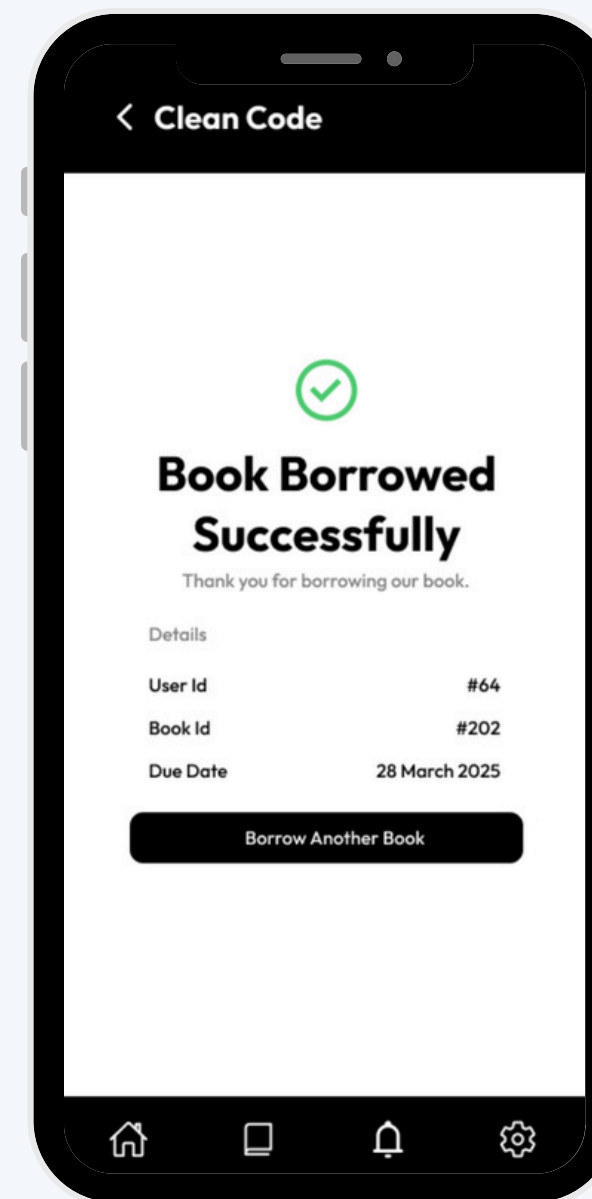 Clean Code
Book Borrowed
Successfully
Thank you for borrowing our book.
Details
User Id #64
Book Id #202
Due Date 28 March 2025
Borrow Another Book